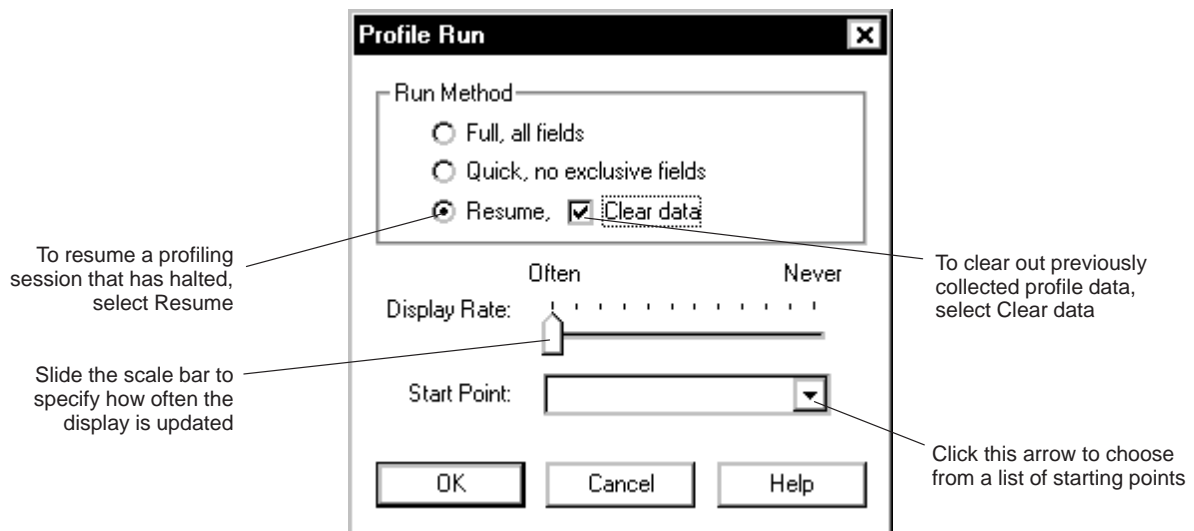 Profile Run
Run Method
Full, all fields
Quick, no exclusive fields
Resume, Clear data
To resume a profiling
session that has halted,
select Resume
To clear out previously
collected profile data,
select Clear data
Often Never
Display Rate:
Slide the scale bar to
specify how often the
display is updated
Start Point:
Click this arrow to choose
from a list of starting points
OK Cancel Help